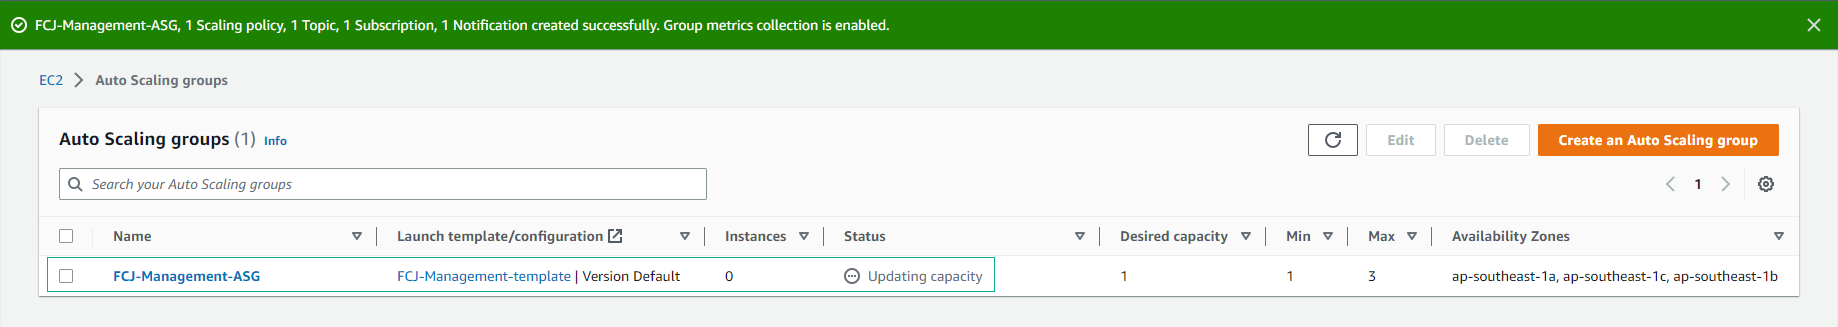 FCJ-Management-ASG, 1 Scaling policy, 1 Topic, 1 Subscription, 1 Notification created successfully. Group metrics collection is enabled.
EC2 > Auto Scaling groups
Auto Scaling groups (1) Info
Edit
Delete
Create an Auto Scaling group
Search your Auto Scaling groups
1
Name Launch template/configuration Instances Status Desired capacity Min Max Availability Zones
FCJ-Management-ASG FCJ-Management-template | Version Default 0 Updating capacity 1 1 3 ap-southeast-1a, ap-southeast-1c, ap-southeast-1b